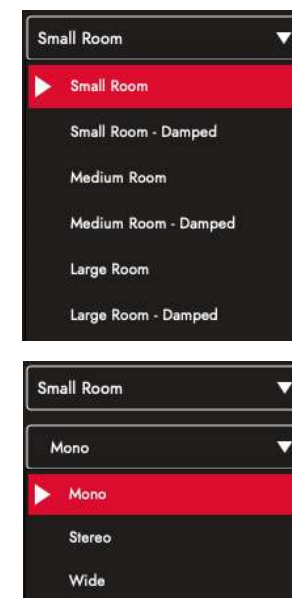 Small Room
Small Room
Small Room - Damped
Medium Room
Medium Room - Damped
Large Room
Large Room - Damped
Small Room
Mono
Mono
Stereo
Wide